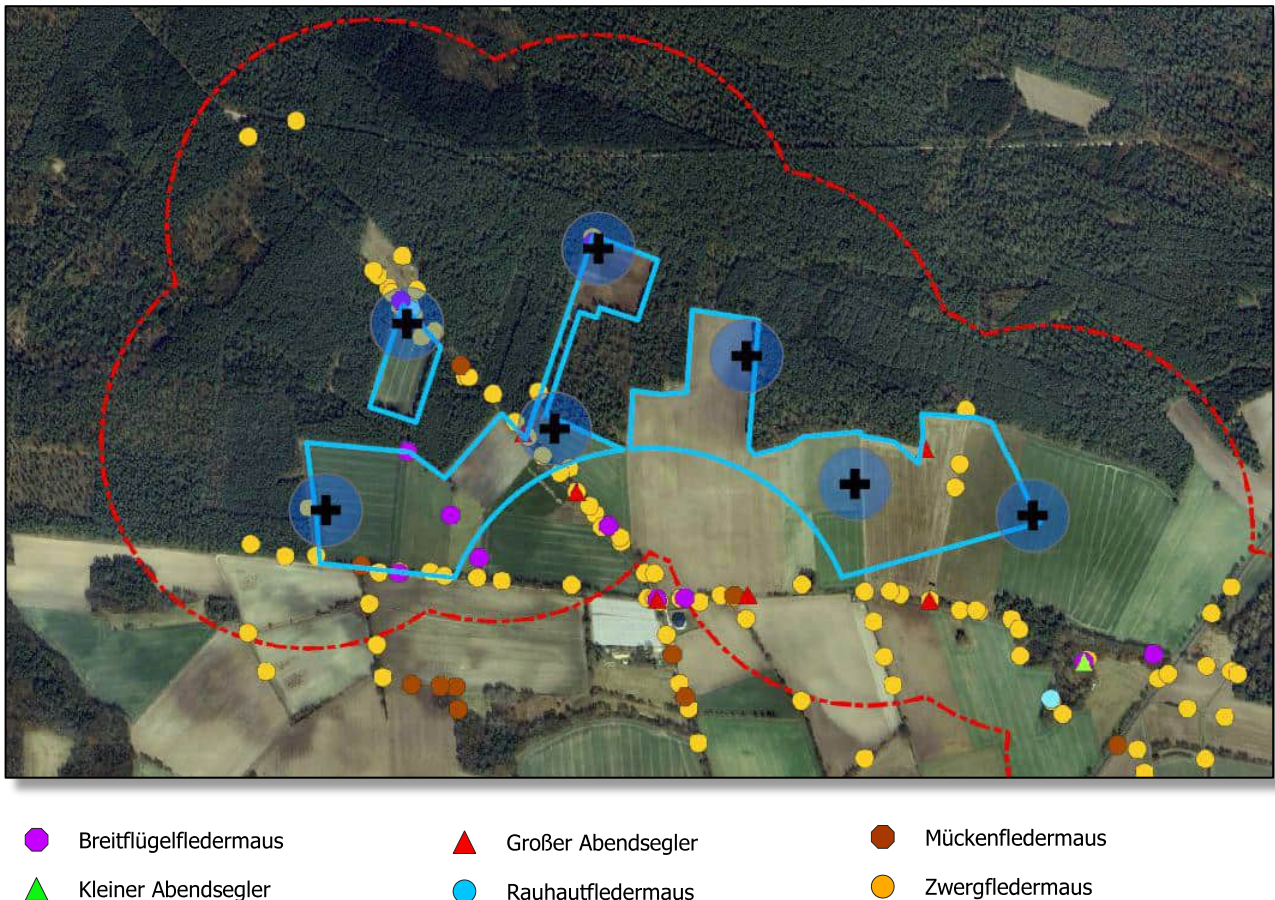 Breitflügelfledermaus
Großer Abendsegler
Mückenfledermaus
Kleiner Abendsegler
Rauhautfledermaus
Zwergfledermaus